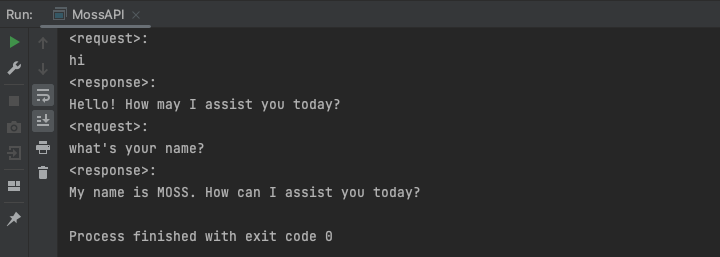 Run: MossAPI
<request>:
hi
<response>:
Hello! How may I assist you today?
<request>:
what's your name?
<response>:
My name is MOSS. How can I assist you today?
Process finished with exit code 0